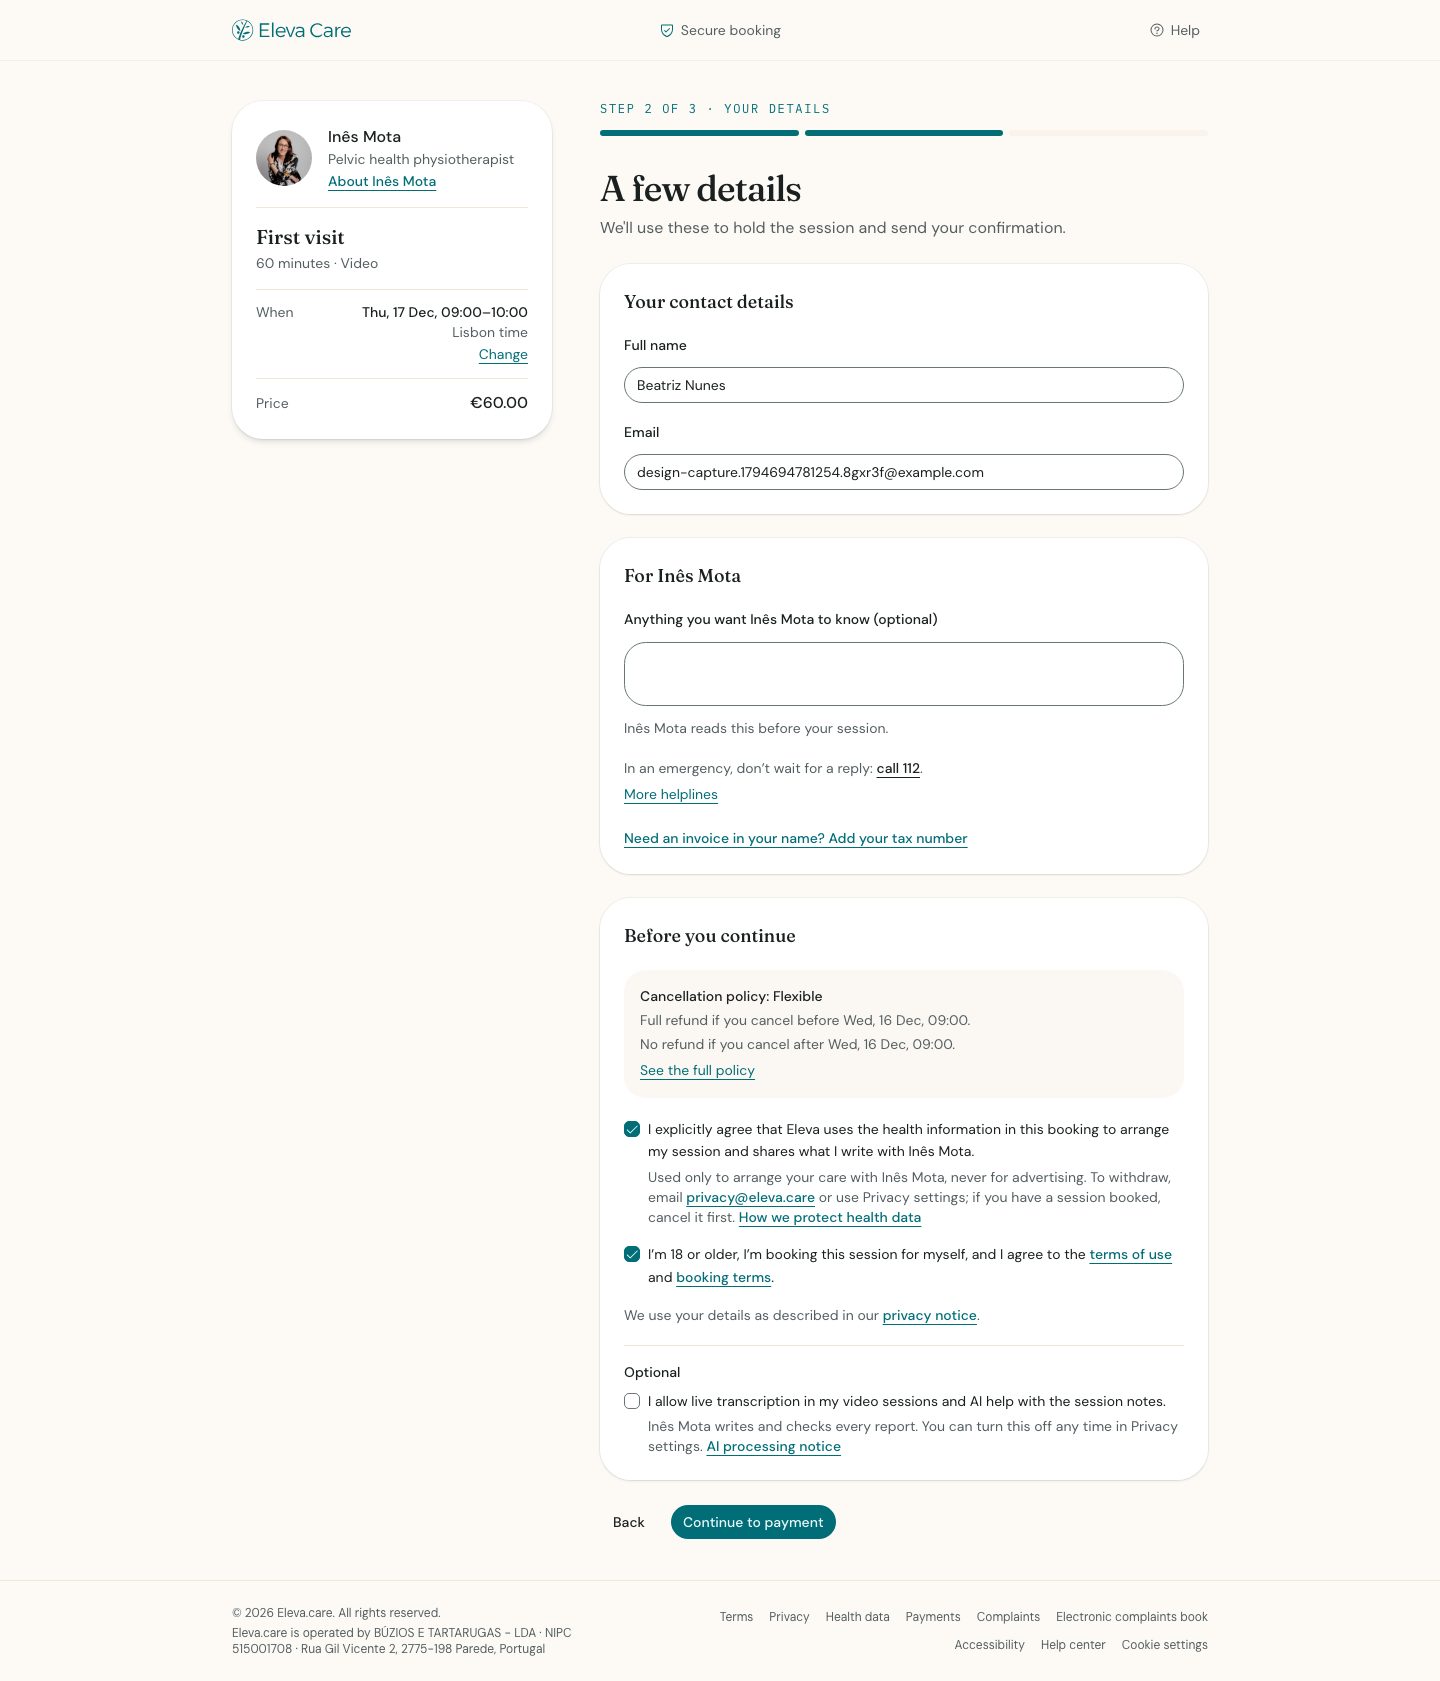 Eleva Care
Secure booking
Help
Inês Mota
Pelvic health physiotherapist
About Inês Mota
First visit
60 minutes · Video
When
Thu, 17 Dec, 09:00–10:00
Lisbon time
Change
Price
€60.00
STEP 2 OF 3 · YOUR DETAILS
A few details
We'll use these to hold the session and send your confirmation.
Your contact details
Full name
Beatriz Nunes
Email
design-capture.1794694781254.8gxr3f@example.com
For Inês Mota
Anything you want Inês Mota to know (optional)
Inês Mota reads this before your session.
In an emergency, don’t wait for a reply: call 112.
More helplines
Need an invoice in your name? Add your tax number
Before you continue
Cancellation policy: Flexible
Full refund if you cancel before Wed, 16 Dec, 09:00.
No refund if you cancel after Wed, 16 Dec, 09:00.
See the full policy
I explicitly agree that Eleva uses the health information in this booking to arrange
my session and shares what I write with Inês Mota.
Used only to arrange your care with Inês Mota, never for advertising. To withdraw,
email privacy@eleva.care or use Privacy settings; if you have a session booked,
cancel it first. How we protect health data
I’m 18 or older, I’m booking this session for myself, and I agree to the terms of use
and booking terms.
We use your details as described in our privacy notice.
Optional
I allow live transcription in my video sessions and AI help with the session notes.
Inês Mota writes and checks every report. You can turn this off any time in Privacy
settings. AI processing notice
Back
Continue to payment
© 2026 Eleva.care. All rights reserved.
Eleva.care is operated by BÚZIOS E TARTARUGAS - LDA · NIPC
515001708 · Rua Gil Vicente 2, 2775-198 Parede, Portugal
Terms Privacy Health data Payments Complaints Electronic complaints book
Accessibility Help center Cookie settings